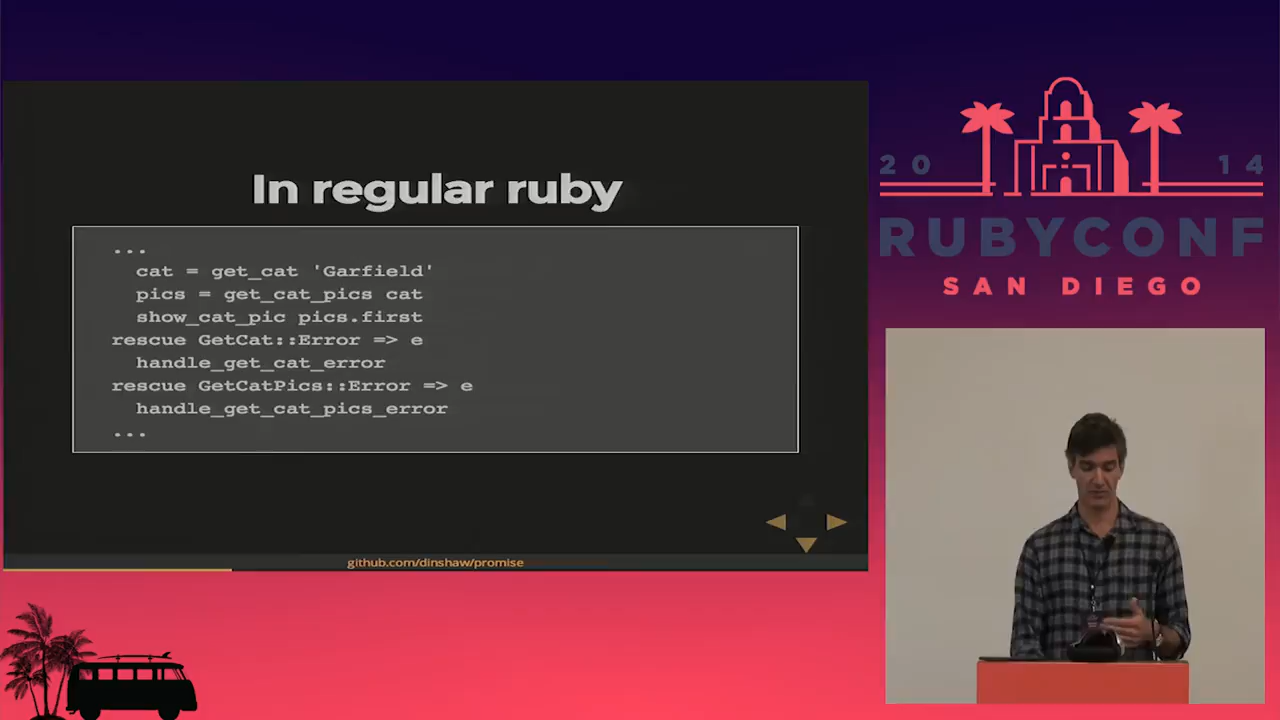 In regular ruby
...
cat = get_cat 'Garfield'
pics = get_cat_pics cat
show_cat_pic pics.first
rescue GetCat::Error => e
handle_get_cat_error
rescue GetCatPics::Error => e
handle_get_cat_pics_error
...
github.com/dinshaw/promise
20 14
RUBYCONF
SAN DIEGO